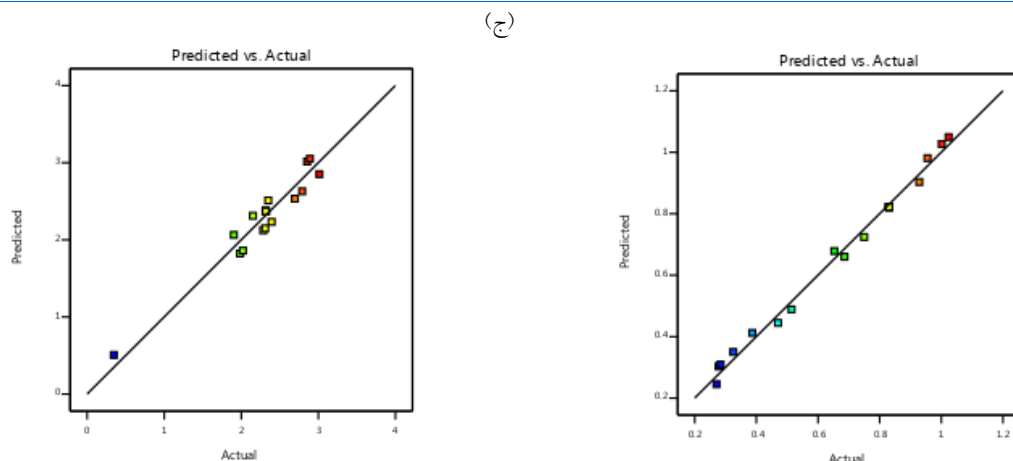 (ج)
Predicted vs. Actual
4
3
2
1
0
Predicted
0 1 2 3 4
Actual
Predicted vs. Actual
1.2
1
0.8
0.6
0.4
0.2
Predicted
0.2 0.4 0.6 0.8 1 1.2
Actual